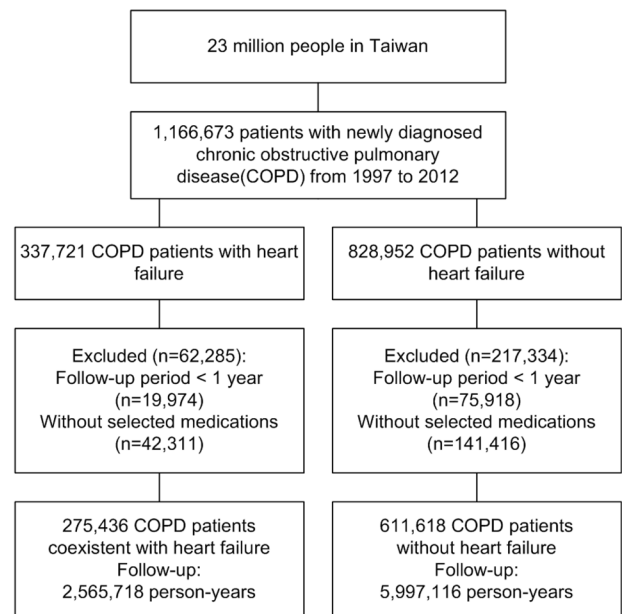 23 million people in Taiwan
1,166,673 patients with newly diagnosed
chronic obstructive pulmonary
disease(COPD) from 1997 to 2012
337,721 COPD patients with heart
failure
828,952 COPD patients without
heart failure
Excluded (n=62,285):
Follow-up period < 1 year
(n=19,974)
Without selected medications
(n=42,311)
Excluded (n=217,334):
Follow-up period < 1 year
(n=75,918)
Without selected medications
(n=141,416)
275,436 COPD patients
coexistent with heart failure
Follow-up:
2,565,718 person-years
611,618 COPD patients
without heart failure
Follow-up:
5,997,116 person-years